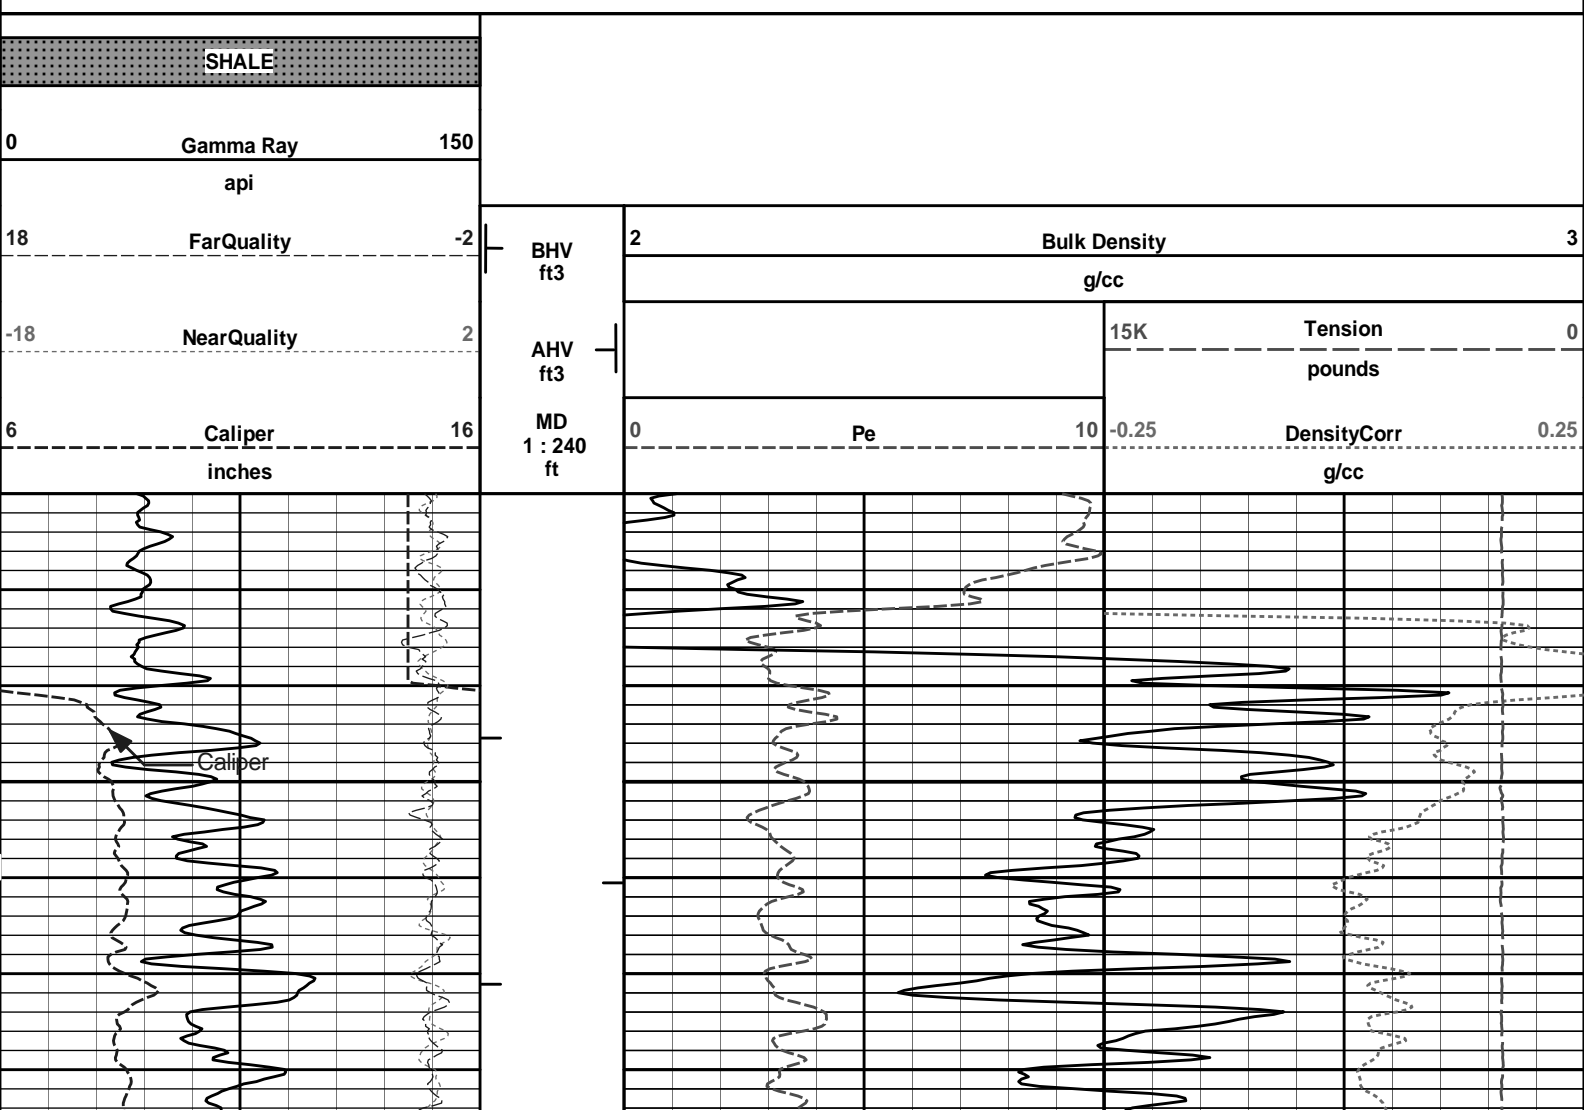 SHALE
0 Gamma Ray 150
api
18 FarQuality -2
-18 NearQuality 2
6 Caliper 16
inches
BHV
ft3
AHV
ft3
MD
1 : 240
ft
2 Bulk Density 3
g/cc
15K Tension 0
pounds
0 Pe 10
-0.25 DensityCorr 0.25
g/cc
Caliper